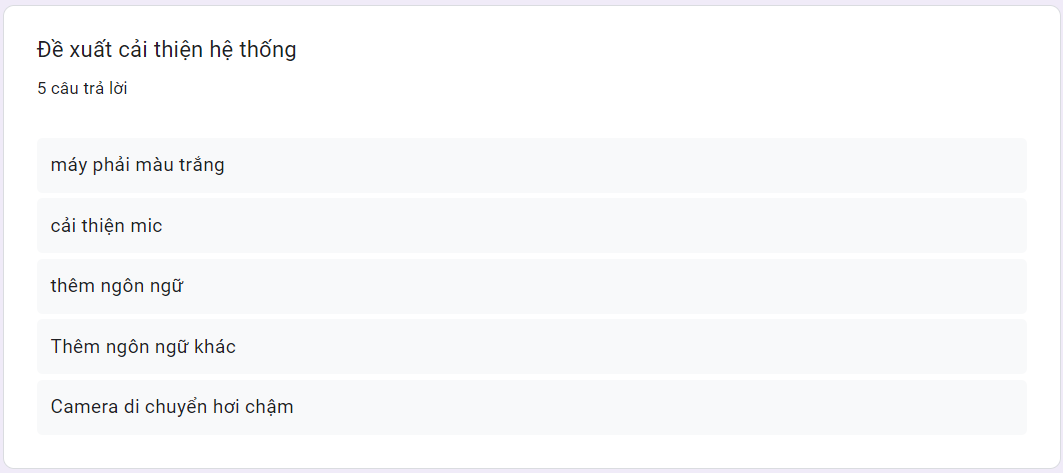 Đề xuất cải thiện hệ thống
5 câu trả lời
máy phải màu trắng
cải thiện mic
thêm ngôn ngữ
Thêm ngôn ngữ khác
Camera di chuyển hơi chậm